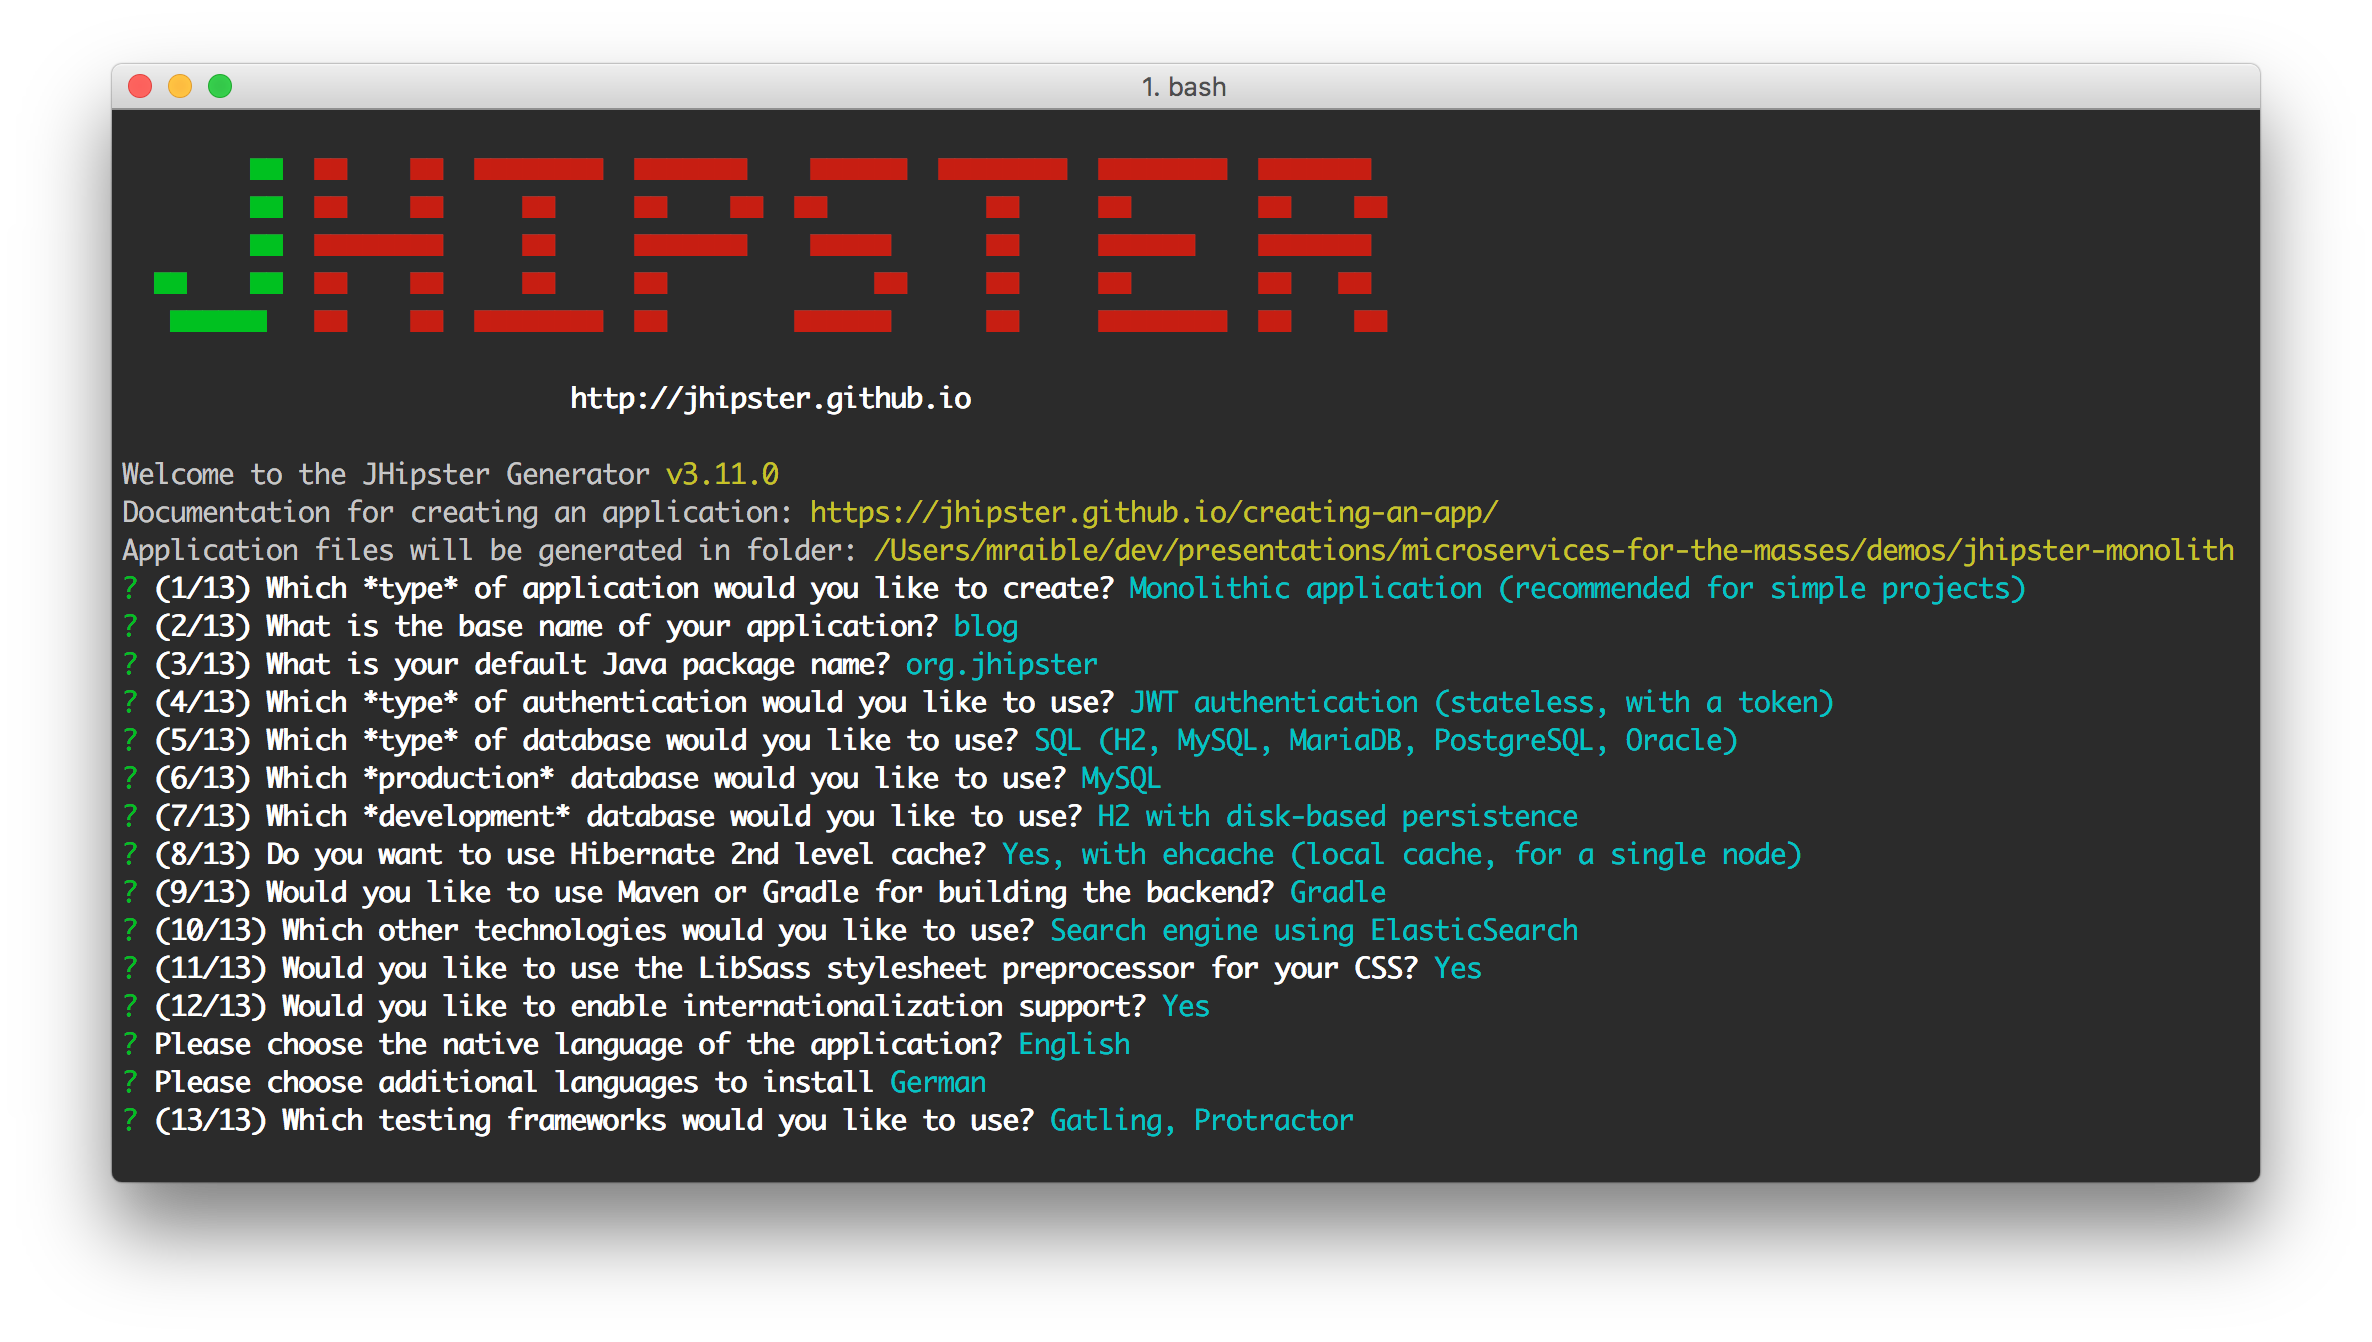 1. bash
JHIPSTER
http://jhipster.github.io
Welcome to the JHipster Generator v3.11.0
Documentation for creating an application: https://jhipster.github.io/creating-an-app/
Application files will be generated in folder: /Users/mraible/dev/presentations/microservices-for-the-masses/demos/jhipster-monolith
? (1/13) Which *type* of application would you like to create? Monolithic application (recommended for simple projects)
? (2/13) What is the base name of your application? blog
? (3/13) What is your default Java package name? org.jhipster
? (4/13) Which *type* of authentication would you like to use? JWT authentication (stateless, with a token)
? (5/13) Which *type* of database would you like to use? SQL (H2, MySQL, MariaDB, PostgreSQL, Oracle)
? (6/13) Which *production* database would you like to use? MySQL
? (7/13) Which *development* database would you like to use? H2 with disk-based persistence
? (8/13) Do you want to use Hibernate 2nd level cache? Yes, with ehcache (local cache, for a single node)
? (9/13) Would you like to use Maven or Gradle for building the backend? Gradle
? (10/13) Which other technologies would you like to use? Search engine using ElasticSearch
? (11/13) Would you like to use the LibSass stylesheet preprocessor for your CSS? Yes
? (12/13) Would you like to enable internationalization support? Yes
? Please choose the native language of the application? English
? Please choose additional languages to install German
? (13/13) Which testing frameworks would you like to use? Gatling, Protractor